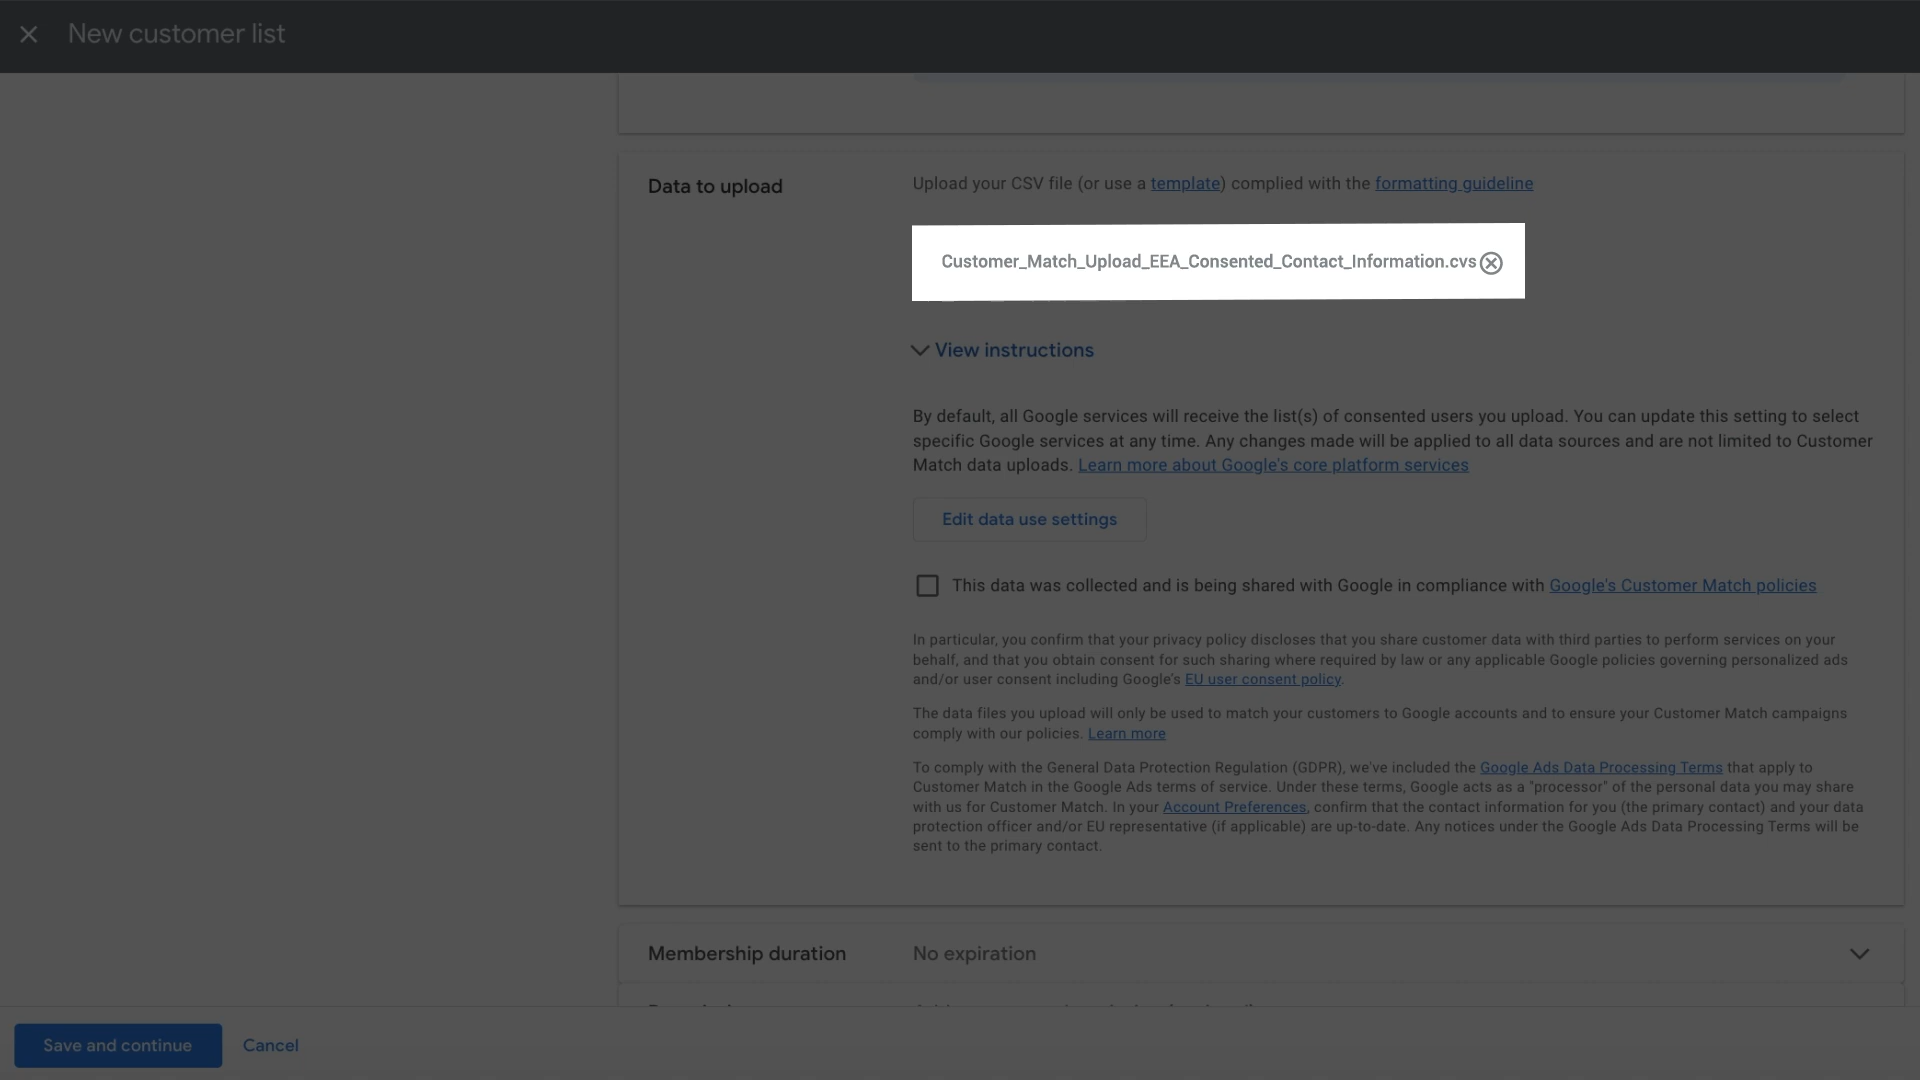 New customer list
Data to upload
Upload your CSV file (or use a template) complied with the formatting guideline
Customer_Match_Upload_EEA_Consented_Contact_Information.cvs
View instructions
By default, all Google services will receive the list(s) of consented users you upload. You can update this setting to select
specific Google services at any time. Any changes made will be applied to all data sources and are not limited to Customer
Match data uploads. Learn more about Google's core platform services
Edit data use settings
This data was collected and is being shared with Google in compliance with Google's Customer Match policies
In particular, you confirm that your privacy policy discloses that you share customer data with third parties to perform services on your
behalf, and that you obtain consent for such sharing where required by law or any applicable Google policies governing personalized ads
and/or user consent including Google's EU user consent policy.
The data files you upload will only be used to match your customers to Google accounts and to ensure your Customer Match campaigns
comply with our policies. Learn more
To comply with the General Data Protection Regulation (GDPR), we've included the Google Ads Data Processing Terms that apply to
Customer Match in the Google Ads terms of service. Under these terms, Google acts as a "processor" of the personal data you may share
with us for Customer Match. In your Account Preferences, confirm that the contact information for you (the primary contact) and your data
protection officer and/or EU representative (if applicable) are up-to-date. Any notices under the Google Ads Data Processing Terms will be
sent to the primary contact.
Membership duration No expiration
Save and continue Cancel